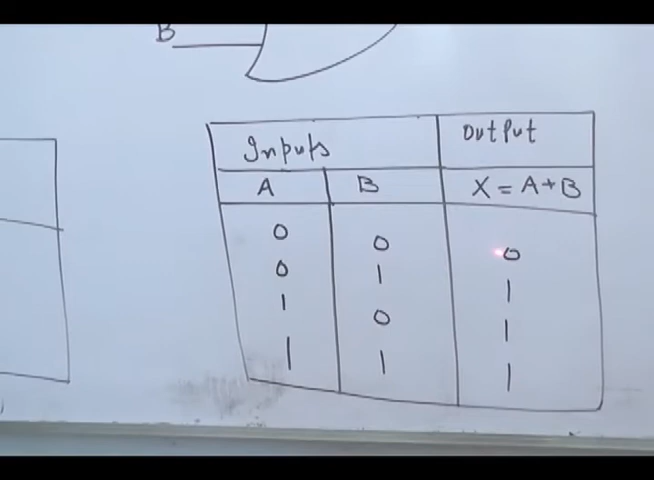 B
Inputs Output
A B X = A + B
0 0 0
0 1 1
1 0 1
1 1 1